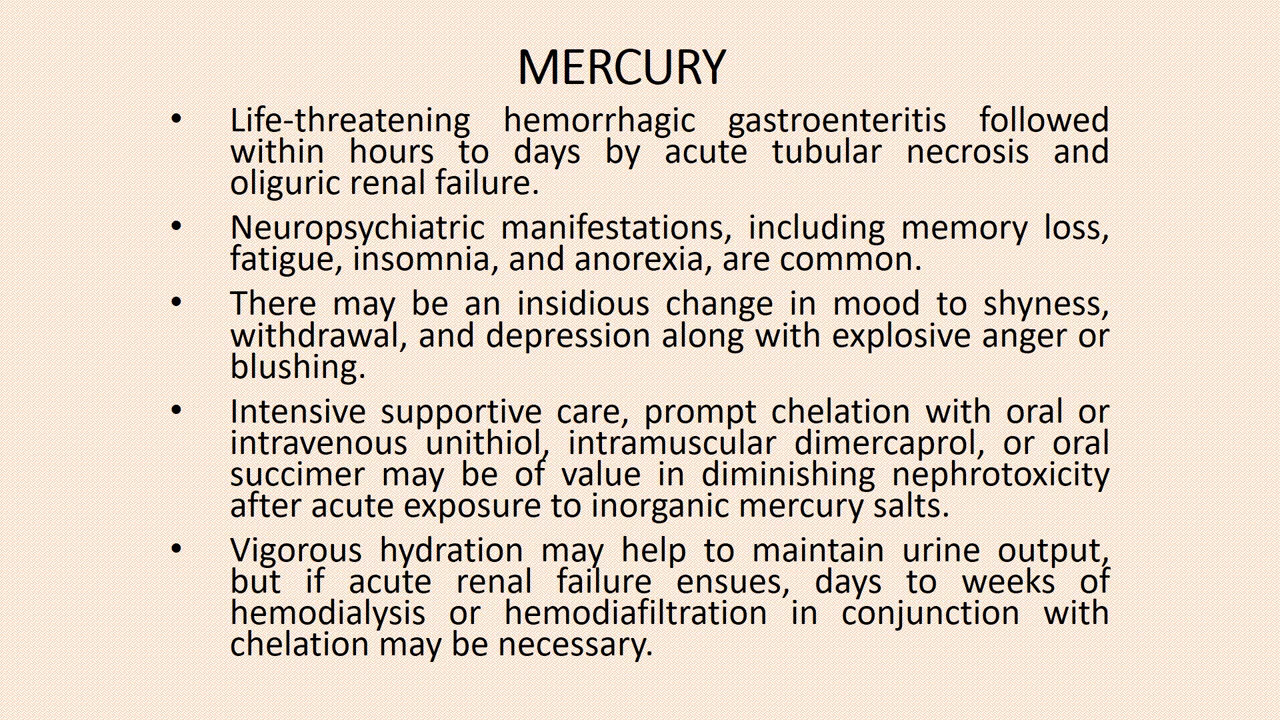 MERCURY
• Life-threatening hemorrhagic gastroenteritis followed
within hours to days by acute tubular necrosis and
oliguric renal failure.
• Neuropsychiatric manifestations, including memory loss,
fatigue, insomnia, and anorexia, are common.
• There may be an insidious change in mood to shyness,
withdrawal, and depression along with explosive anger or
blushing.
• Intensive supportive care, prompt chelation with oral or
intravenous unithiol, intramuscular dimercaprol, or oral
succimer may be of value in diminishing nephrotoxicity
after acute exposure to inorganic mercury salts.
• Vigorous hydration may help to maintain urine output,
but if acute renal failure ensues, days to weeks of
hemodialysis or hemodiafiltration in conjunction with
chelation may be necessary.